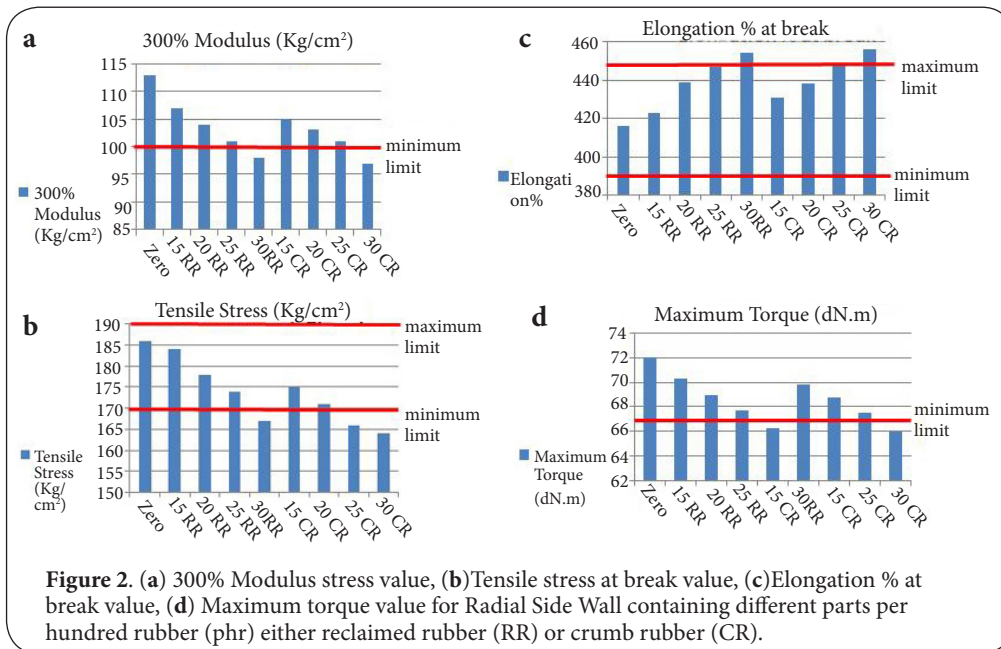 a
300% Modulus (Kg/cm²)
115
110
105
100
95
90
85
minimum
limit
300%
Modulus
(Kg/cm²)
Zero
15 RR
20 RR
25 RR
30RR
15 CR
20 CR
25 CR
30 CR
c
Elongation % at break
460
440
420
400
380
maximum
limit
minimum
limit
Elongati
on%
Zero
15 RR
20 RR
25 RR
30RR
15 CR
20 CR
25 CR
30 CR
b
Tensile Stress (Kg/cm²)
190
185
180
175
170
165
160
155
150
maximum
limit
minimum
limit
Tensile
Stress
(Kg/
cm²)
Zero
15 RR
20 RR
25 RR
30RR
15 CR
20 CR
25 CR
30 CR
d
Maximum Torque (dN.m)
74
72
70
68
66
64
62
minimum
limit
Maximum
Torque
(dN.m)
Zero
15 RR
20 RR
25 RR
15 CR
30RR
15 CR
25 CR
30 CR
Figure 2. (a) 300% Modulus stress value, (b)Tensile stress at break value, (c)Elongation % at
break value, (d) Maximum torque value for Radial Side Wall containing different parts per
hundred rubber (phr) either reclaimed rubber (RR) or crumb rubber (CR).